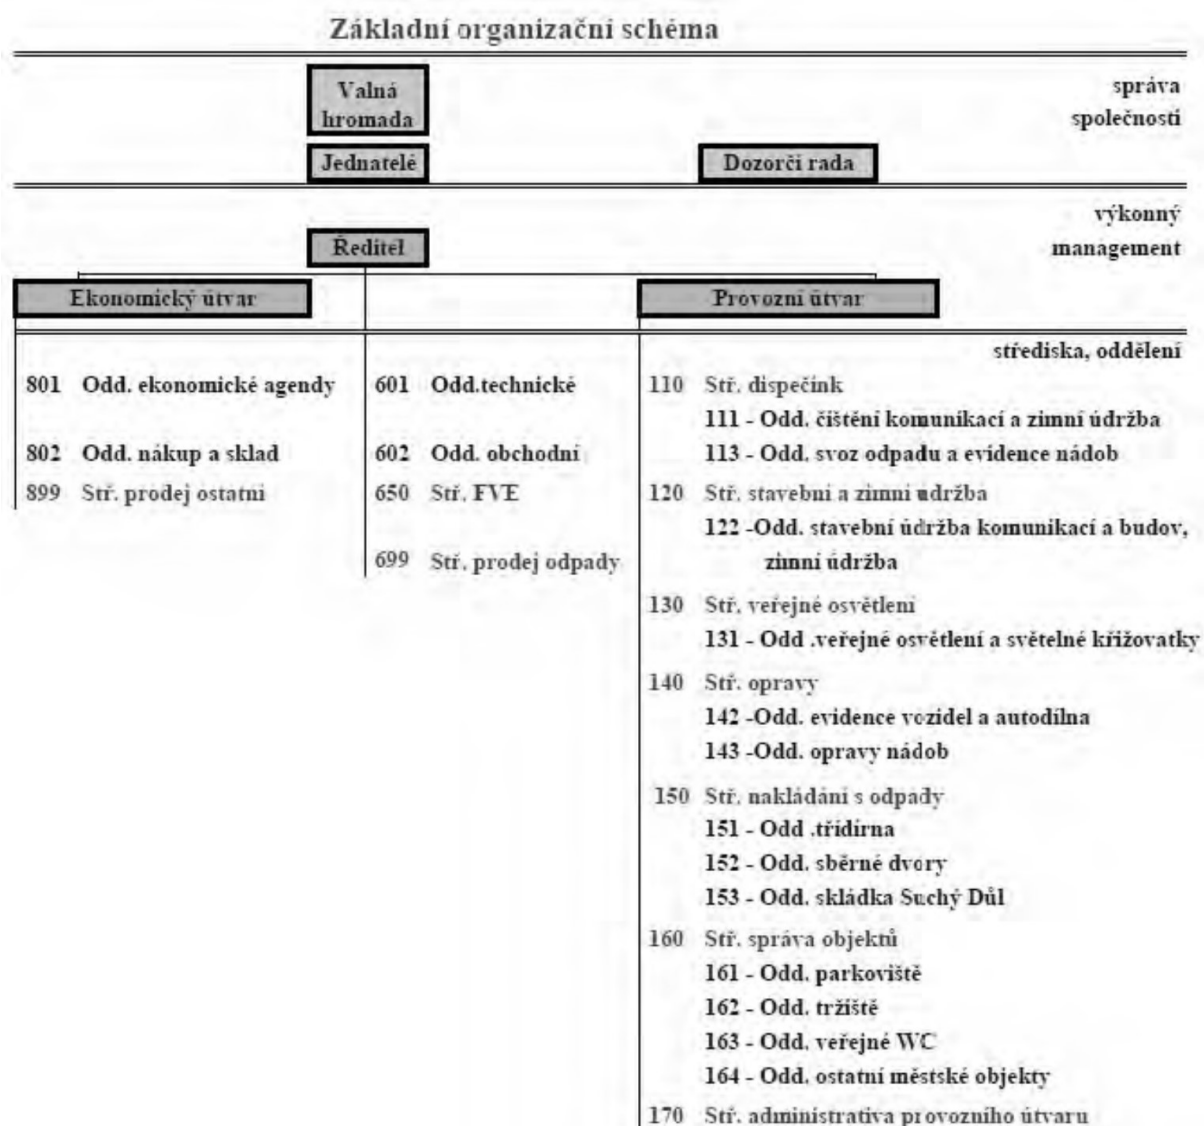 Základní organizační schéma
Valná
hromada
správa
společnosti
Jednatelé
Dozorčí rada
výkonný
management
Ředitel
Ekonomický útvar
Provozní útvar
střediska, oddělení
801 Odd. ekonomické agendy
802 Odd. nákup a sklad
899 Stř. prodej ostatní
601 Odd.technické
602 Odd. obchodní
650 Stř. FVE
699 Stř. prodej odpady
110 Stř. dispečink
111 - Odd. čištění komunikací a zimní údržba
113 - Odd. svoz odpadu a evidence nádob
120 Stř. stavební a zimní údržba
122 -Odd. stavební údržba komunikací a budov,
zimní údržba
130 Stř. veřejné osvětlení
131 - Odd .veřejné osvětlení a světelné křižovatky
140 Stř. opravy
142 -Odd. evidence vozidel a autodílna
143 -Odd. opravy nádob
150 Stř. nakládání s odpady
151 - Odd .třídírna
152 - Odd. sběrné dvory
153 - Odd. skládka Suchý Důl
160 Stř. správa objektů
161 - Odd. parkoviště
162 - Odd. tržiště
163 - Odd. veřejné WC
164 - Odd. ostatní městské objekty
170 Stř. administrativa provozního útvaru